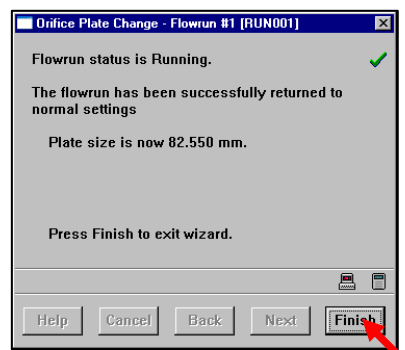 Orifice Plate Change - Flowrun #1 [RUN001]
Flowrun status is Running.
The flowrun has been successfully returned to
normal settings
Plate size is now 82.550 mm.
Press Finish to exit wizard.
Help Cancel Back Next Finish